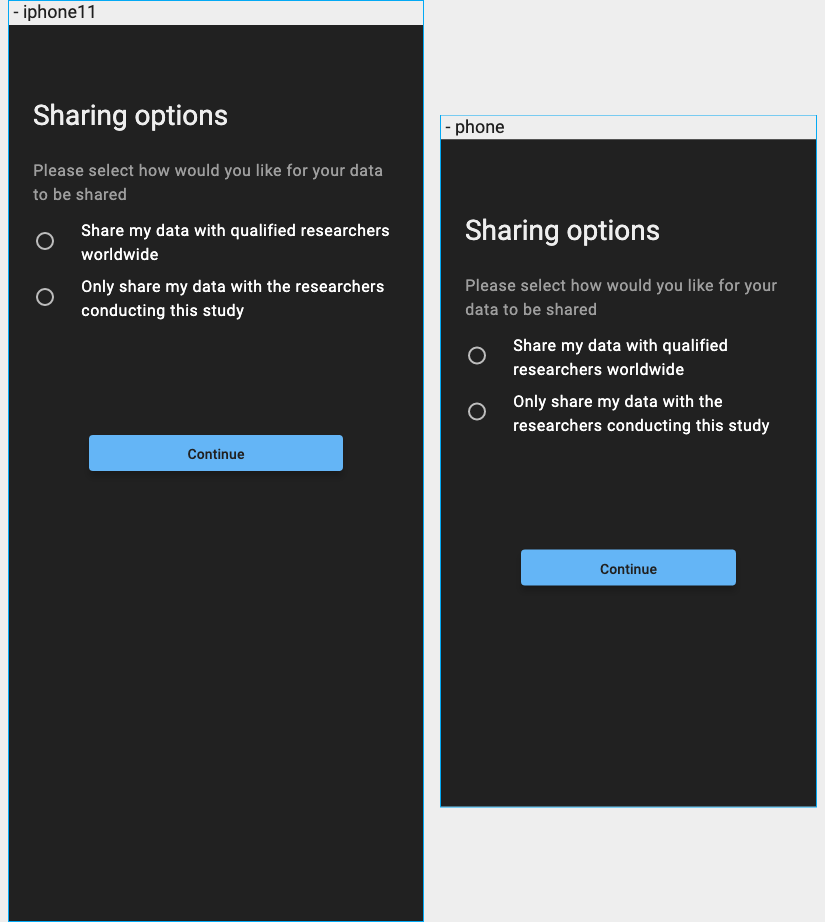 - iphone11
Sharing options
Please select how would you like for your data
to be shared
Share my data with qualified researchers
worldwide
Only share my data with the researchers
conducting this study
Continue
- phone
Sharing options
Please select how would you like for your
data to be shared
Share my data with qualified
researchers worldwide
Only share my data with the
researchers conducting this study
Continue